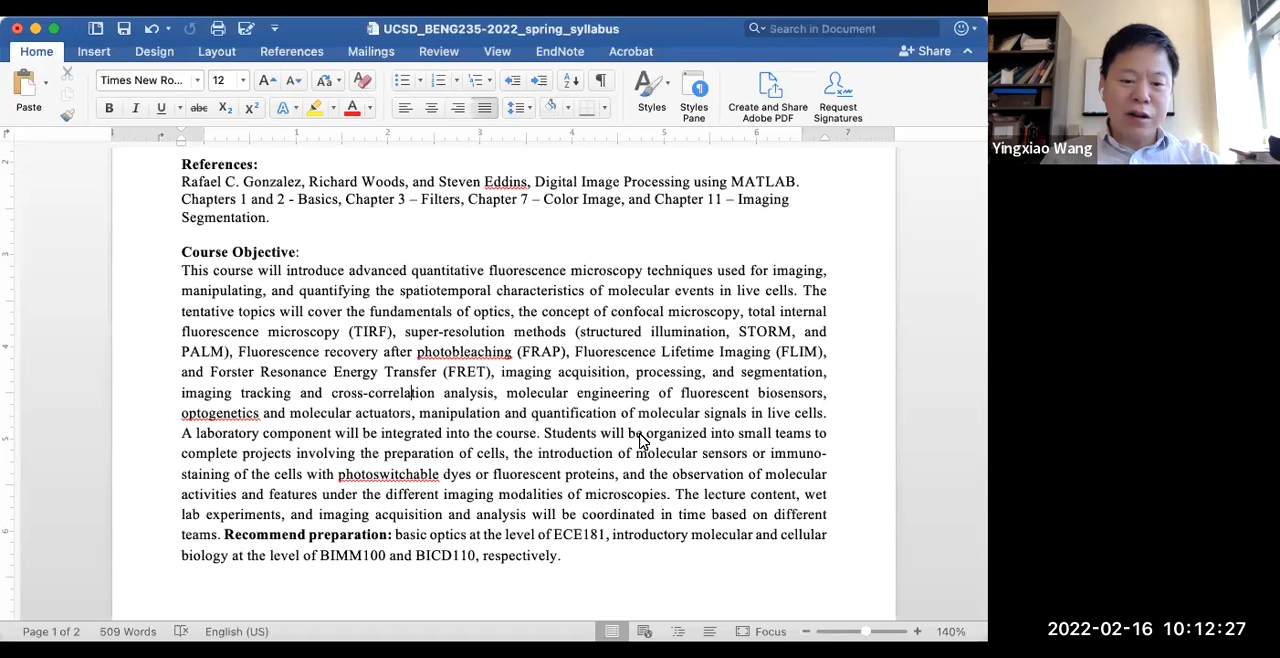 UCSD_BENG235-2022_spring_syllabus
Search in Document
Home Insert Design Layout References Mailings Review View EndNote Acrobat
Share
Paste
Times New Ro... 12
Styles
Styles Pane
Create and Share Adobe PDF
Request Signatures
Yingxiao Wang
References:
Rafael C. Gonzalez, Richard Woods, and Steven Eddins, Digital Image Processing using MATLAB.
Chapters 1 and 2 - Basics, Chapter 3 – Filters, Chapter 7 – Color Image, and Chapter 11 – Imaging
Segmentation.
Course Objective:
This course will introduce advanced quantitative fluorescence microscopy techniques used for imaging,
manipulating, and quantifying the spatiotemporal characteristics of molecular events in live cells. The
tentative topics will cover the fundamentals of optics, the concept of confocal microscopy, total internal
fluorescence microscopy (TIRF), super-resolution methods (structured illumination, STORM, and
PALM), Fluorescence recovery after photobleaching (FRAP), Fluorescence Lifetime Imaging (FLIM),
and Forster Resonance Energy Transfer (FRET), imaging acquisition, processing, and segmentation,
imaging tracking and cross-correlation analysis, molecular engineering of fluorescent biosensors,
optogenetics and molecular actuators, manipulation and quantification of molecular signals in live cells.
A laboratory component will be integrated into the course. Students will be organized into small teams to
complete projects involving the preparation of cells, the introduction of molecular sensors or immuno-
staining of the cells with photoswitchable dyes or fluorescent proteins, and the observation of molecular
activities and features under the different imaging modalities of microscopies. The lecture content, wet
lab experiments, and imaging acquisition and analysis will be coordinated in time based on different
teams. Recommend preparation: basic optics at the level of ECE181, introductory molecular and cellular
biology at the level of BIMM100 and BICD110, respectively.
Page 1 of 2 509 Words English (US) Focus 140%
2022-02-16 10:12:27